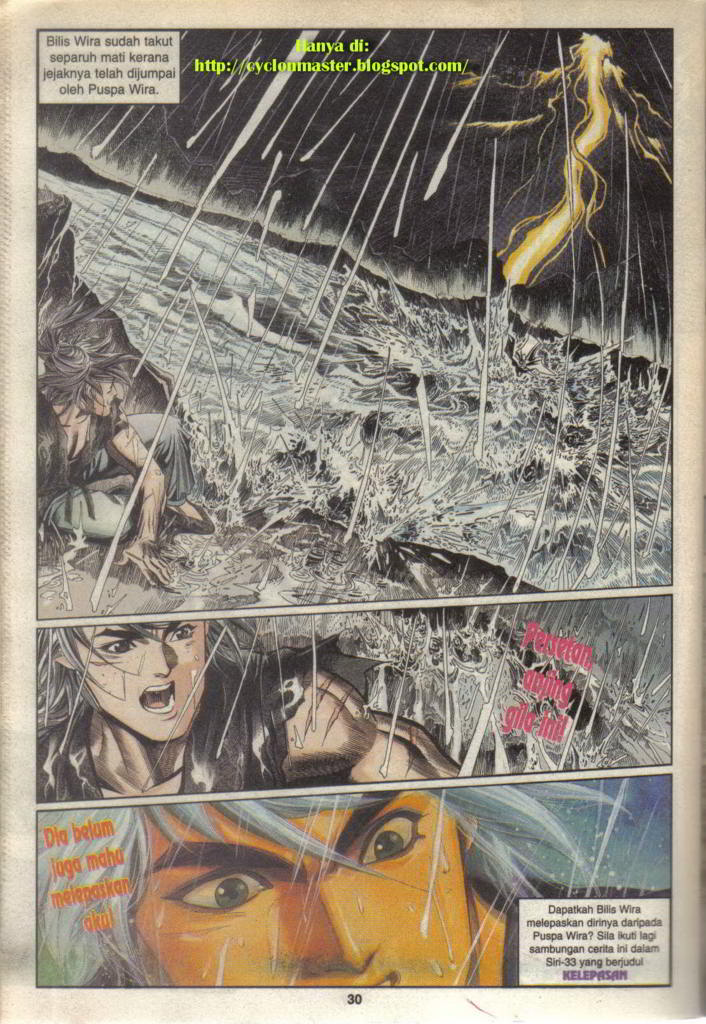 Bilis Wira sudah takut
separuh mati kerana
jejaknya telah dijumpai
oleh Puspa Wira.
Hanya di:
http://cyclonmaster.blogspot.com/
Persetan,
anjing
gila ini!
Dia belum
juga mahu
melepaskan
aku!
Dapatkah Bilis Wira
melepaskan dirinya daripada
Puspa Wira? Sila ikuti lagi
sambungan cerita ini dalam
Siri-33 yang berjudul
KELEPASAN
30